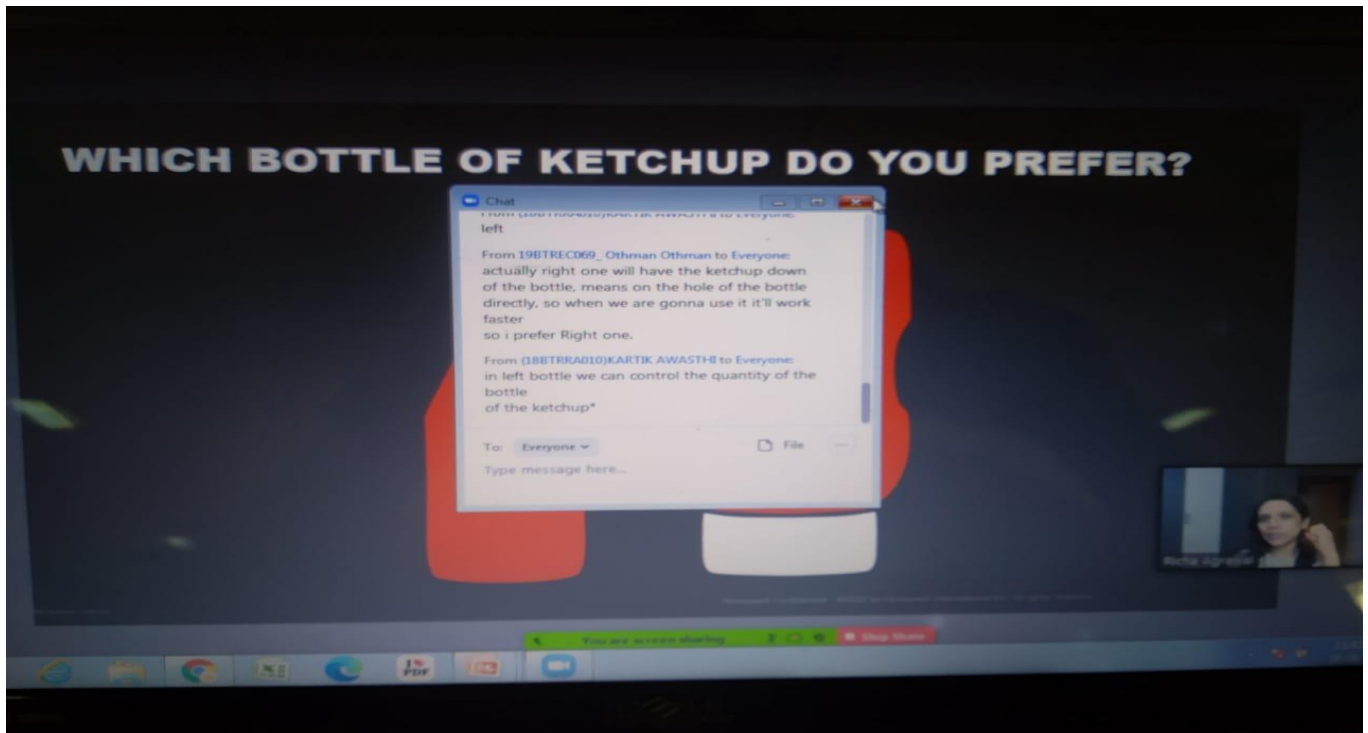 WHICH BOTTLE OF KETCHUP DO YOU PREFER?
Chat
left
From 19BTREC069_ Othman Othman to Everyone:
actually right one will have the ketchup down
of the bottle, means on the hole of the bottle
directly, so when we are gonna use it it'll work
faster
so i prefer Right one.
From (18BTRRA010)KARTIK AWASTHI to Everyone:
in left bottle we can control the quantity of the
bottle
of the ketchup*
To: Everyone
File
Type message here...
Richa Agrawal
You are screen sharing
Stop Share
PDF